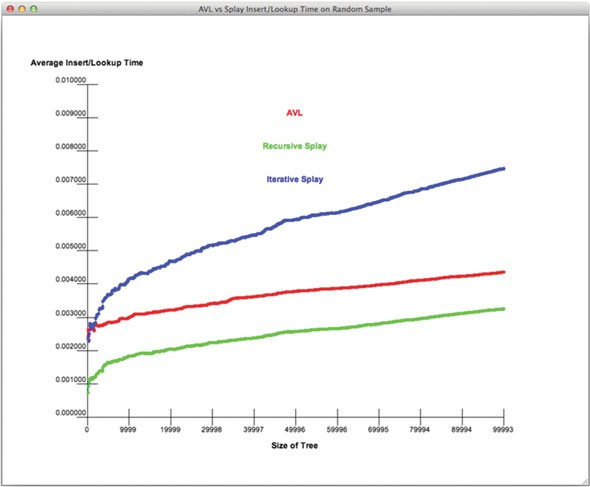 AVL vs Splay Insert/Lookup Time on Random Sample
Average Insert/Lookup Time
0.010000
0.009000
0.008000
0.007000
0.006000
0.005000
0.004000
0.003000
0.002000
0.001000
0.000000
AVL
Recursive Splay
Iterative Splay
0 9999 19999 29998 39997 49996 59996 69995 79994 89994 99993
Size of Tree